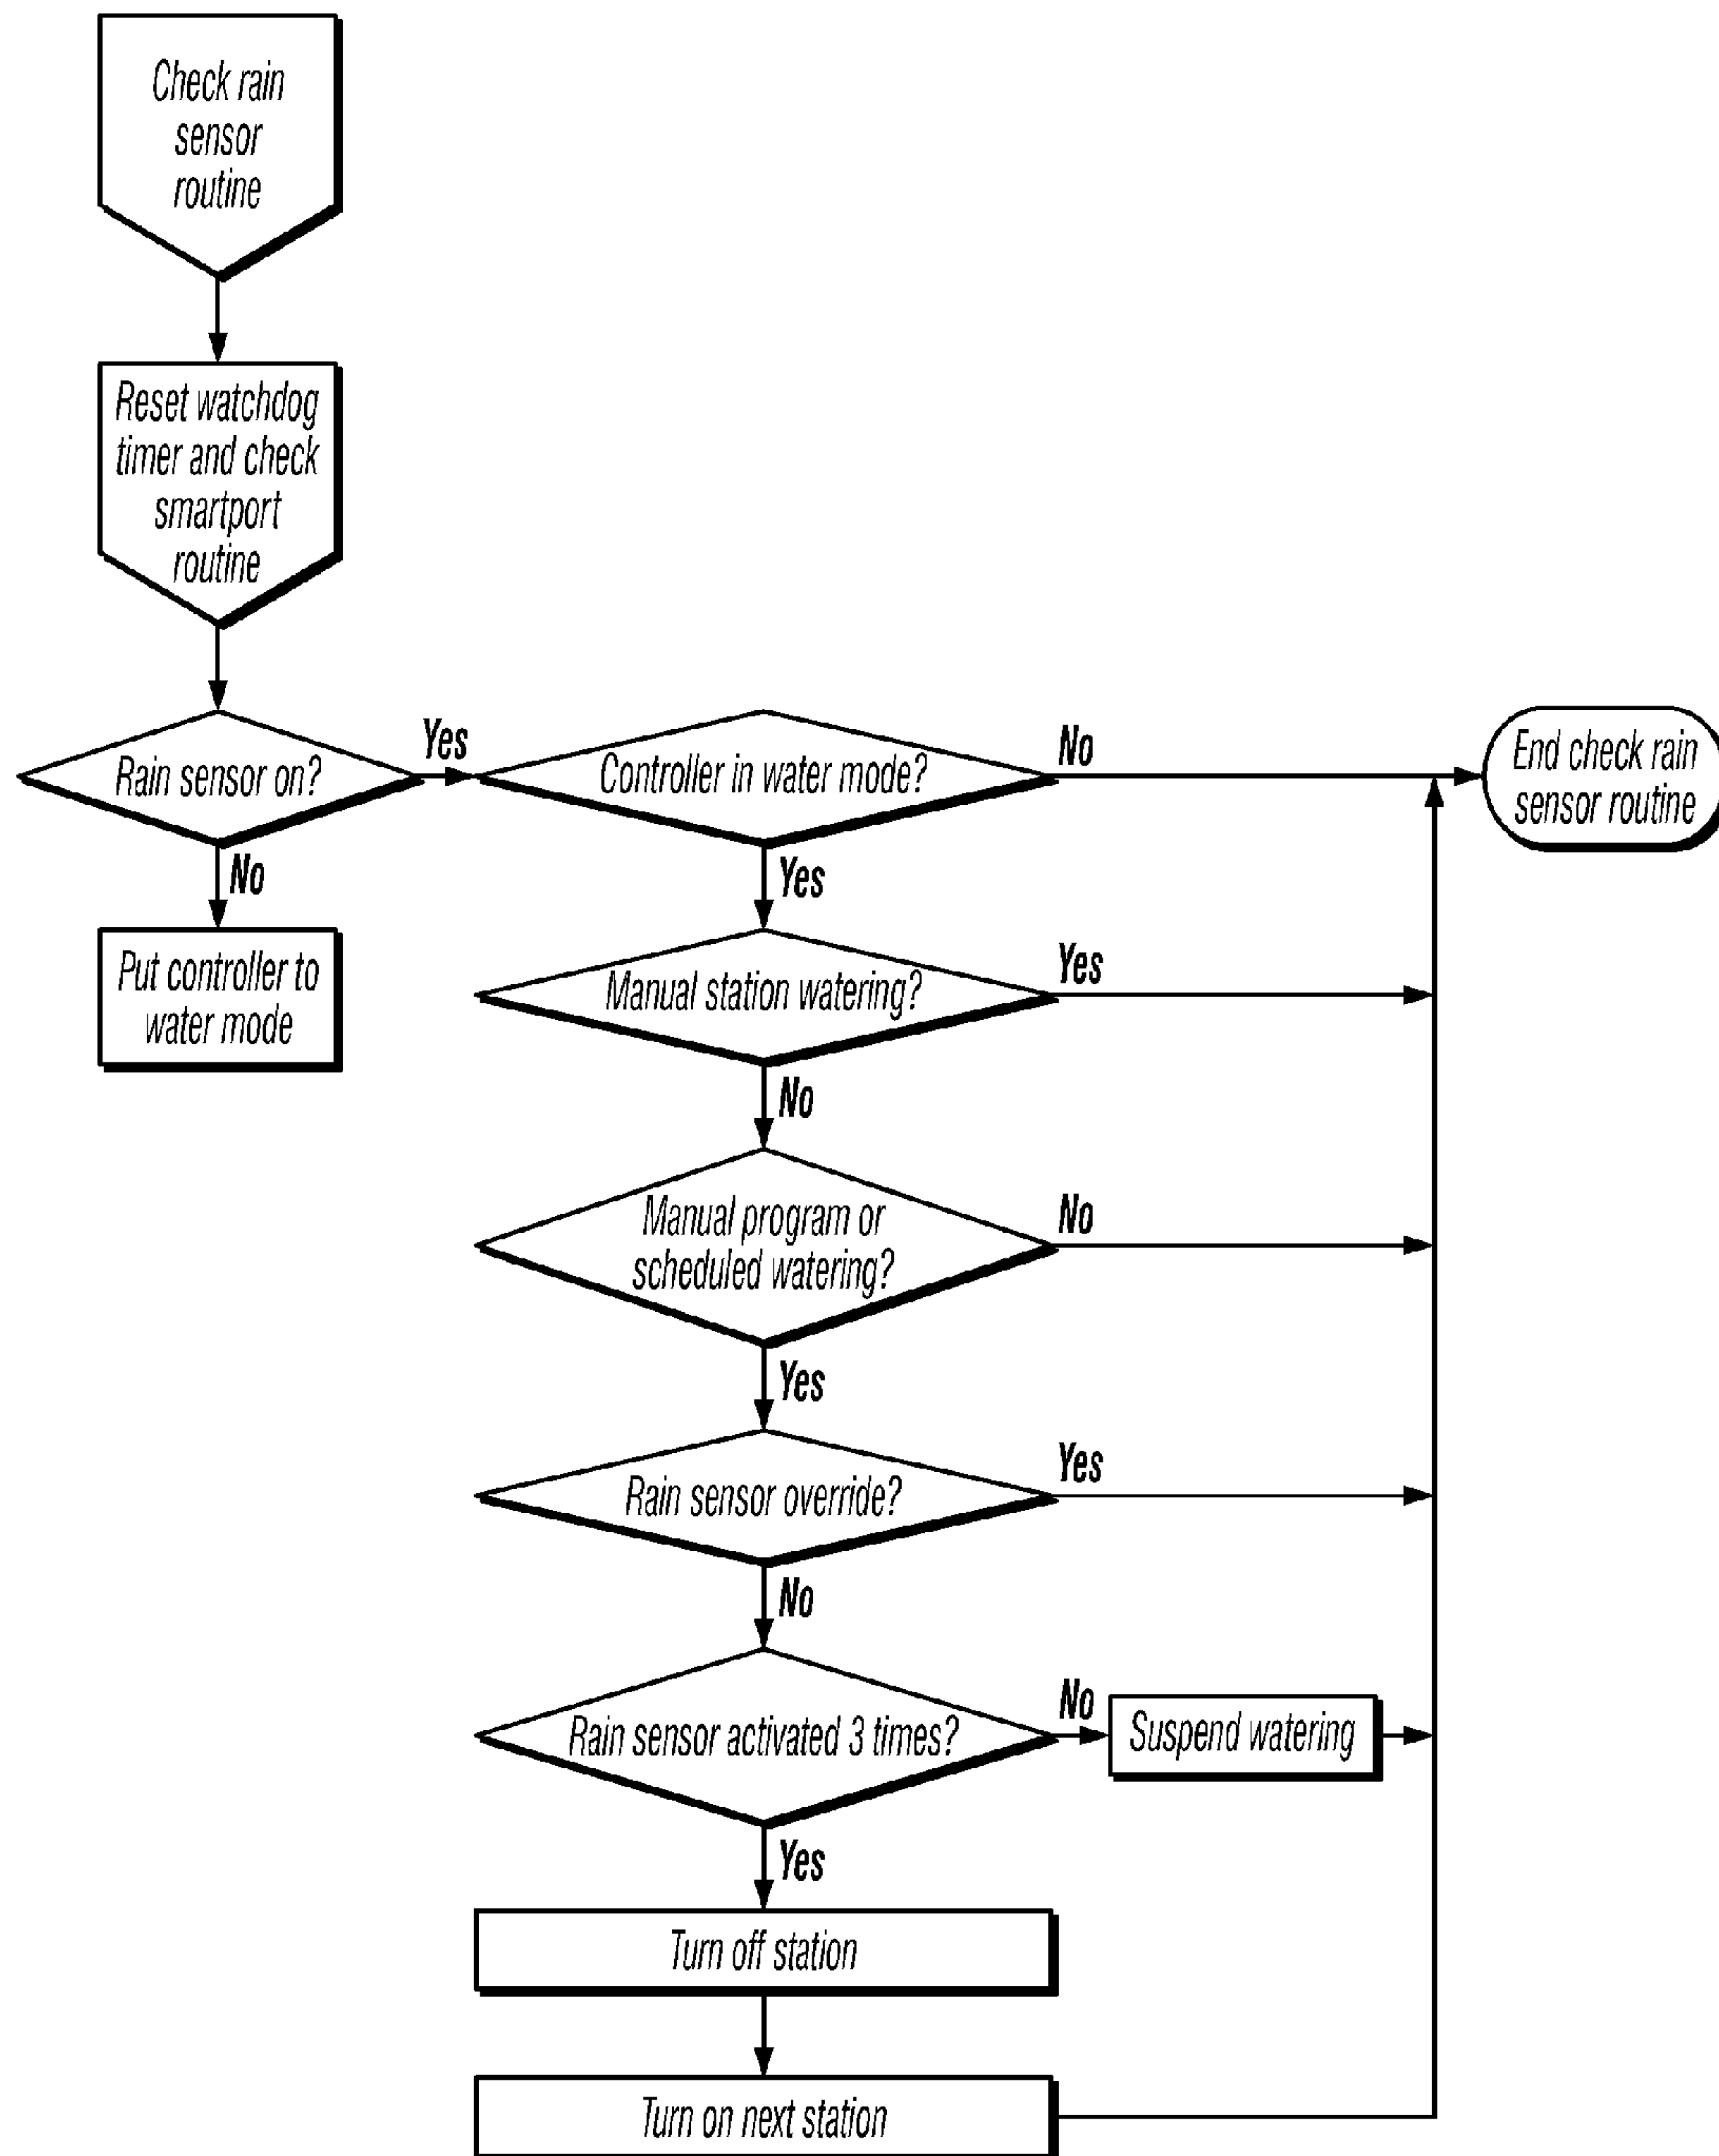 Check rain
sensor
routine
Reset watchdog
timer and check
smartport
routine
Rain sensor on?
Yes
No
Put controller to
water mode
Controller in water mode?
No
Yes
End check rain
sensor routine
Manual station watering?
Yes
No
Manual program or
scheduled watering?
No
Yes
Rain sensor override?
Yes
No
Rain sensor activated 3 times?
No
Suspend watering
Yes
Turn off station
Turn on next station